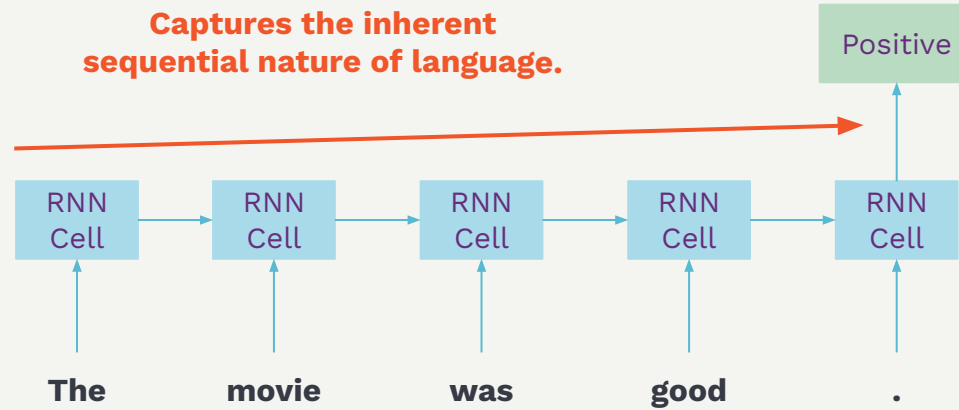 Captures the inherent
sequential nature of language.
Positive
RNN
Cell
RNN
Cell
RNN
Cell
RNN
Cell
RNN
Cell
The movie was good .